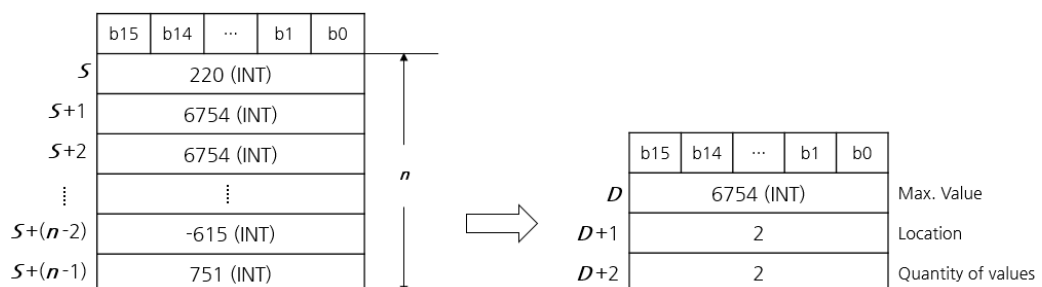 b15 b14 ... b1 b0
S 220 (INT)
S+1 6754 (INT)
S+2 6754 (INT)
n
S+(n-2) -615 (INT)
S+(n-1) 751 (INT)
b15 b14 ... b1 b0
D 6754 (INT) Max. Value
D+1 2 Location
D+2 2 Quantity of values